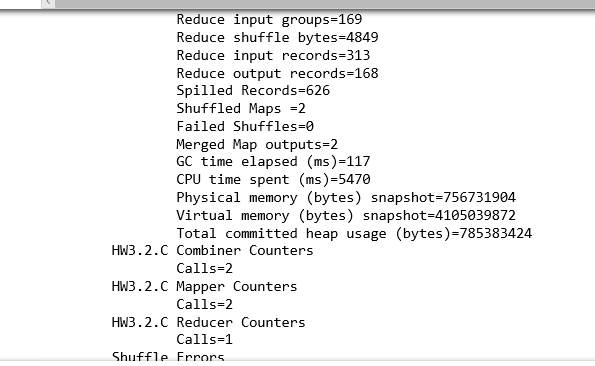 Reduce input groups=169
Reduce shuffle bytes=4849
Reduce input records=313
Reduce output records=168
Spilled Records=626
Shuffled Maps =2
Failed Shuffles=0
Merged Map outputs=2
GC time elapsed (ms)=117
CPU time spent (ms)=5470
Physical memory (bytes) snapshot=756731904
Virtual memory (bytes) snapshot=4105039872
Total committed heap usage (bytes)=785383424
HW3.2.C Combiner Counters
Calls=2
HW3.2.C Mapper Counters
Calls=2
HW3.2.C Reducer Counters
Calls=1
Shuffle Errors